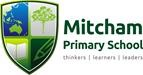 Mitcham
Primary School
thinkers | learners | leaders